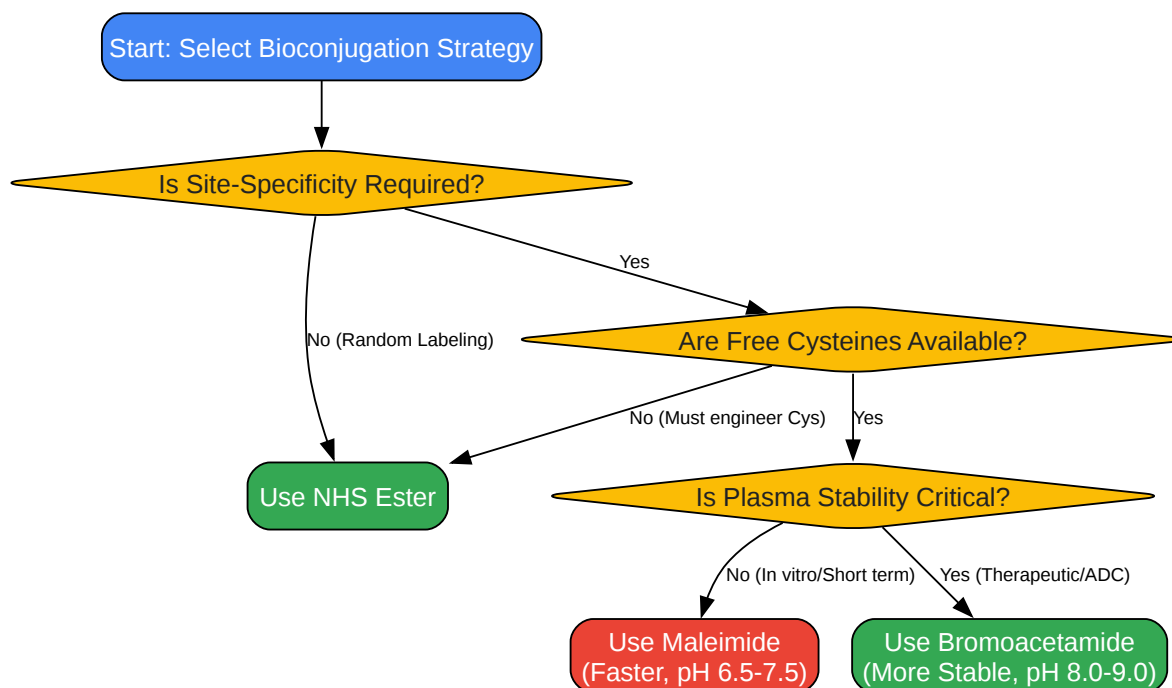 Start: Select Bioconjugation Strategy
Is Site-Specificity Required?
Yes
No (Random Labeling)
Are Free Cysteines Available?
No (Must engineer Cys)
Yes
Use NHS Ester
Is Plasma Stability Critical?
No (In vitro/Short term)
Yes (Therapeutic/ADC)
Use Maleimide
(Faster, pH 6.5-7.5)
Use Bromoacetamide
(More Stable, pH 8.0-9.0)